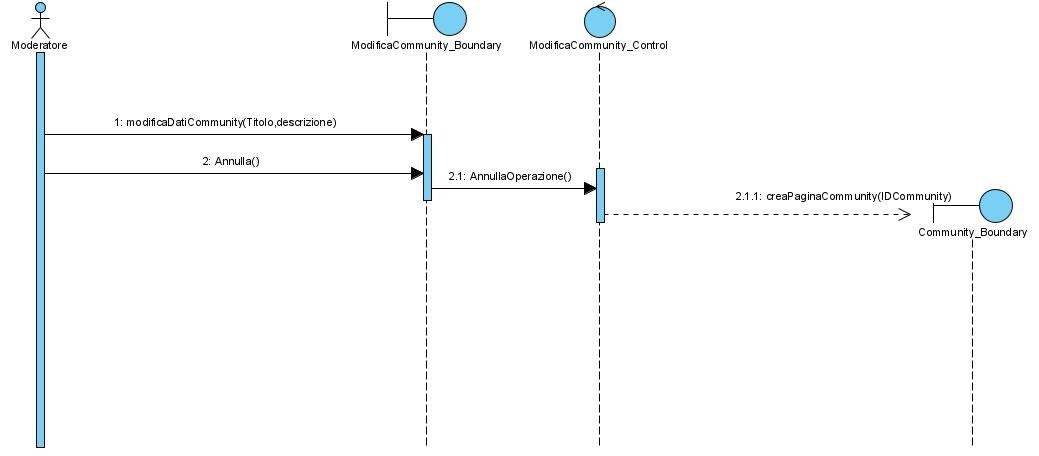 Moderatore
ModificaCommunity_Boundary
ModificaCommunity_Control
1: modificaDatiCommunity(Titolo,descrizione)
2: Annulla()
2.1: AnnullaOperazione()
2.1.1: creaPaginaCommunity(IDCommunity)
Community_Boundary